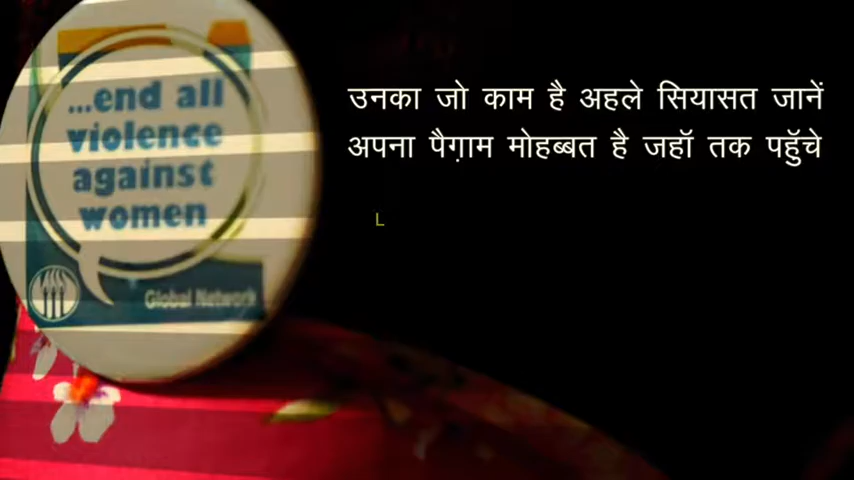 ...end all
violence
against
women
Global Network
उनका जो काम है अहले सियासत जानें
अपना पैग़ाम मोहब्बत है जहाॅ तक पहुॅचे
L